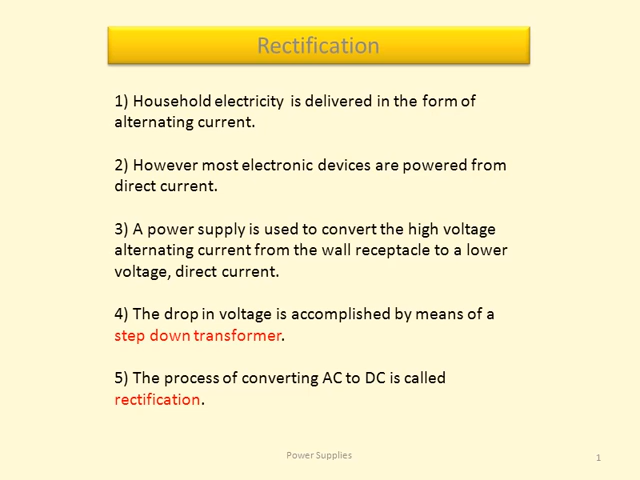 Rectification
1) Household electricity is delivered in the form of
alternating current.
2) However most electronic devices are powered from
direct current.
3) A power supply is used to convert the high voltage
alternating current from the wall receptacle to a lower
voltage, direct current.
4) The drop in voltage is accomplished by means of a
step down transformer.
5) The process of converting AC to DC is called
rectification.
Power Supplies
1